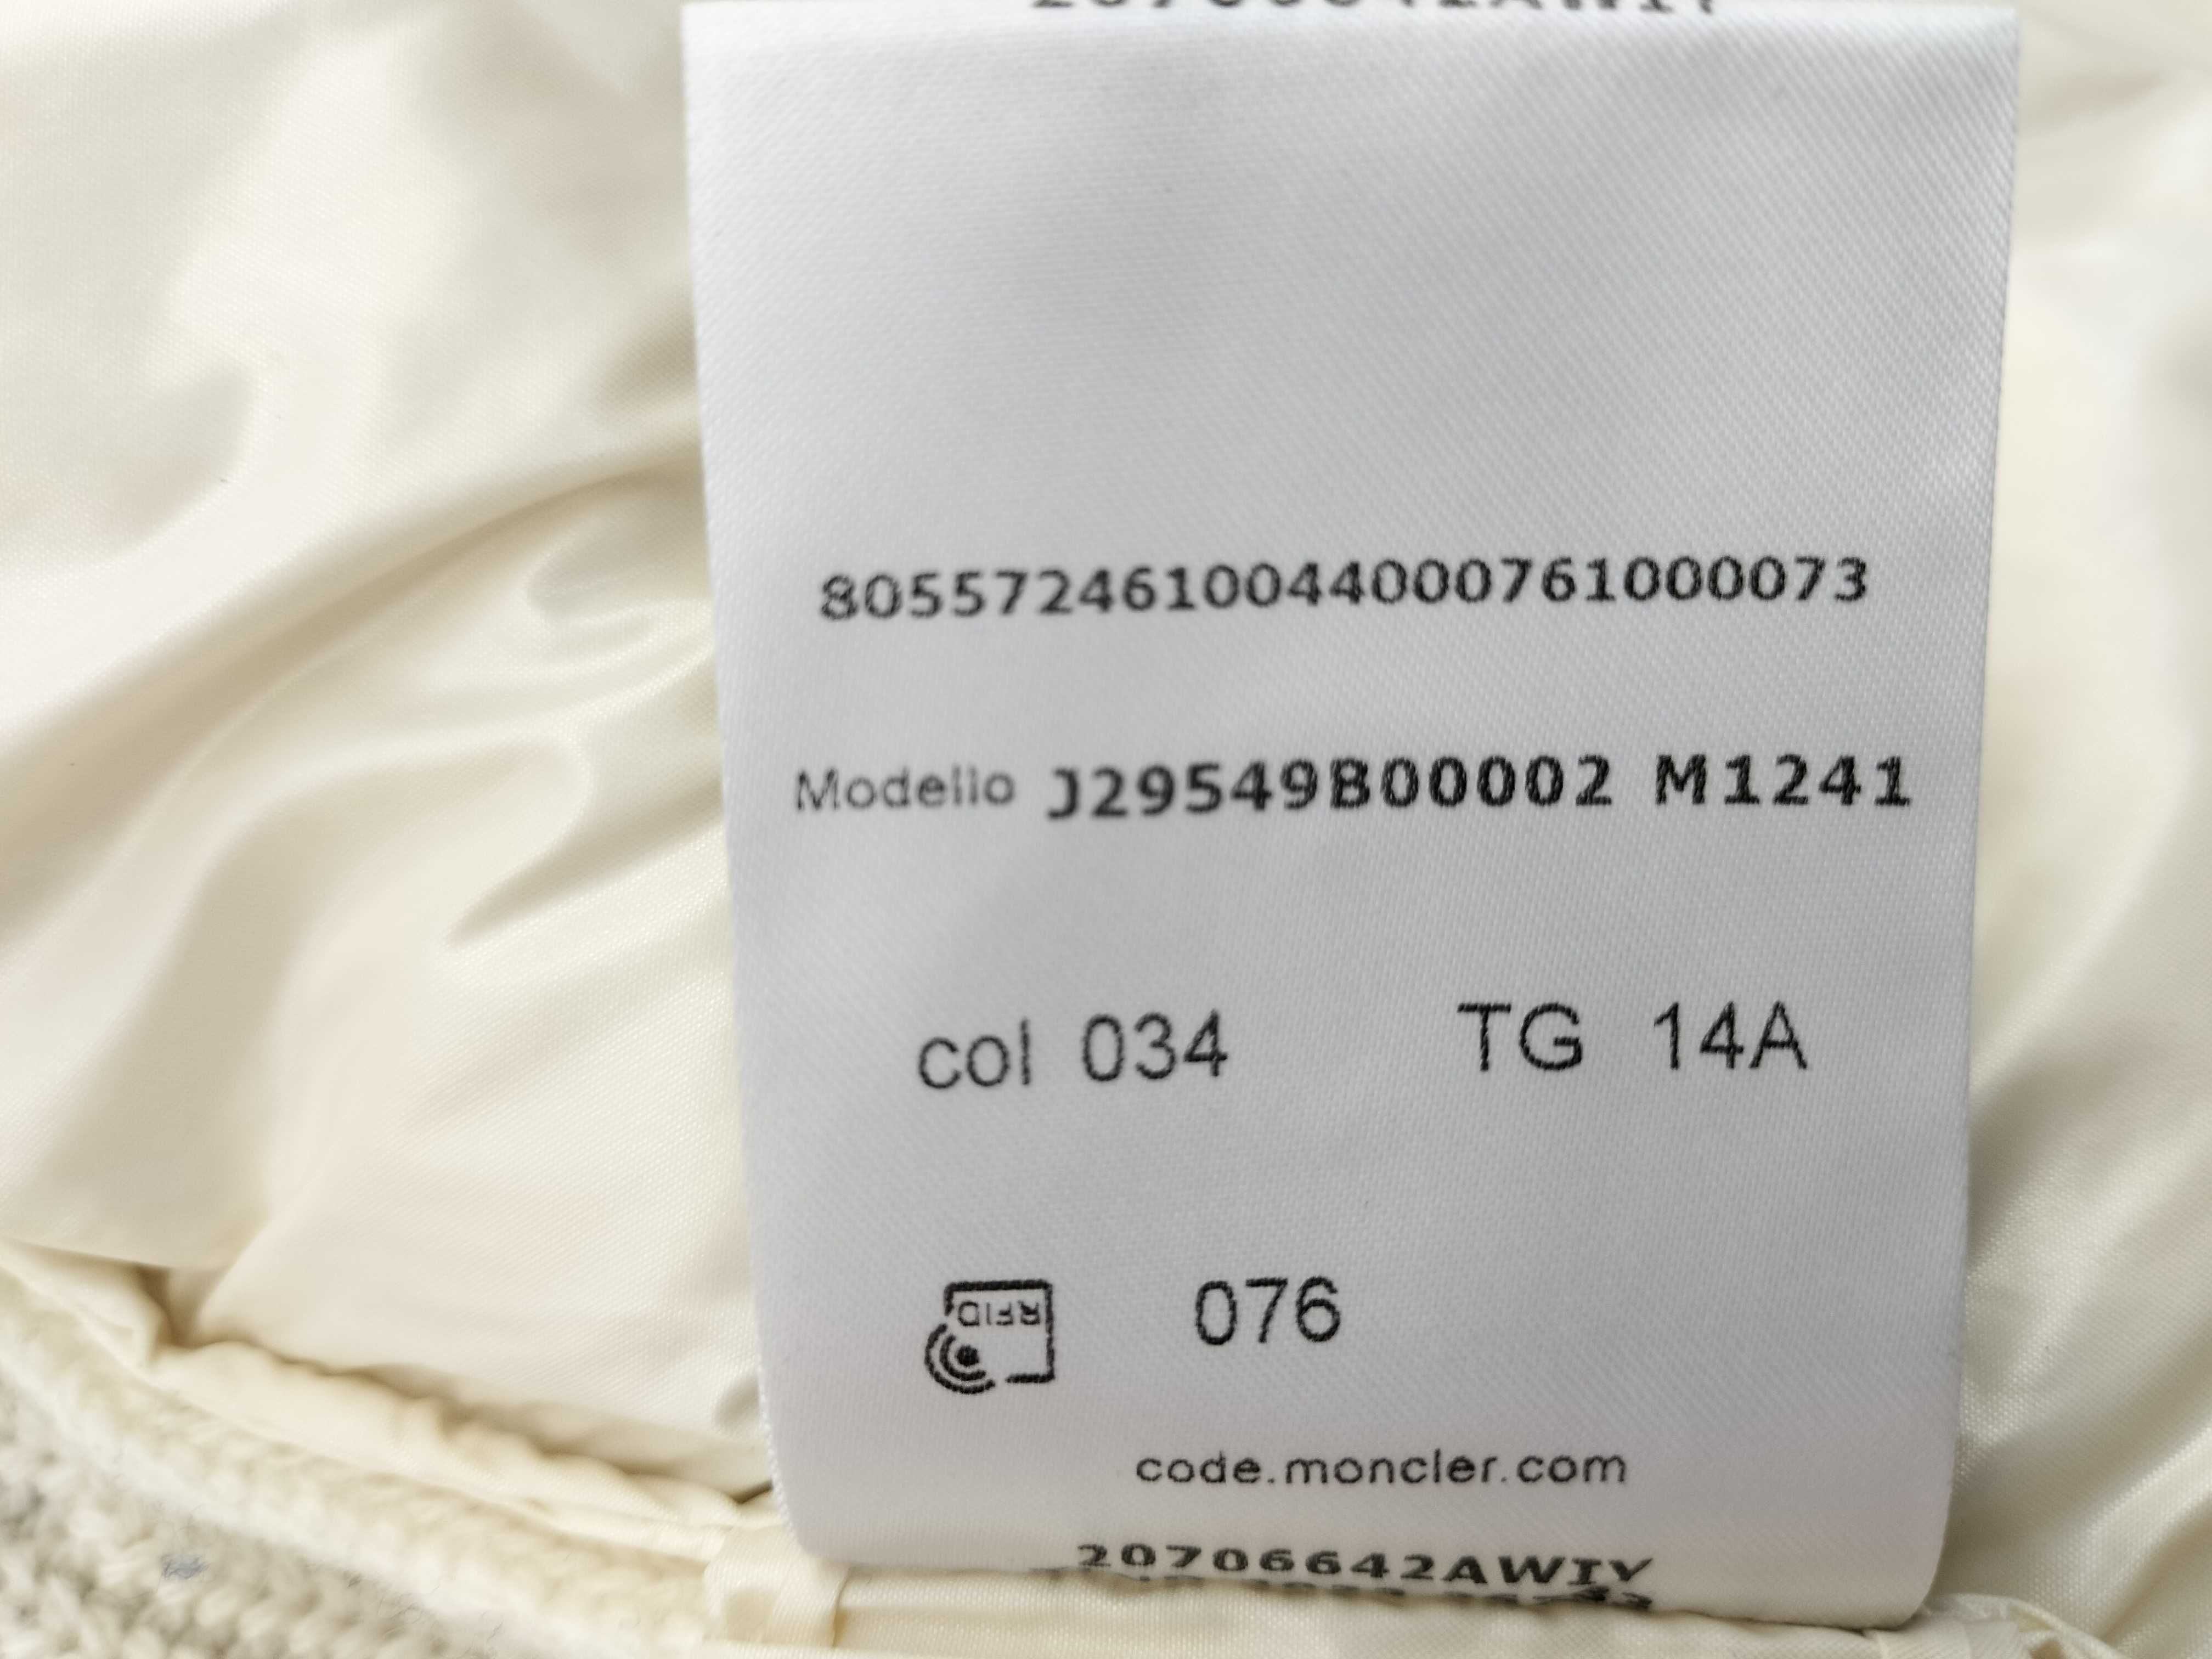 8055724610044000761000073
Modello J29549B00002 M1241
col 034 TG 14A
RFID 076
code.moncler.com
20706642AWIY